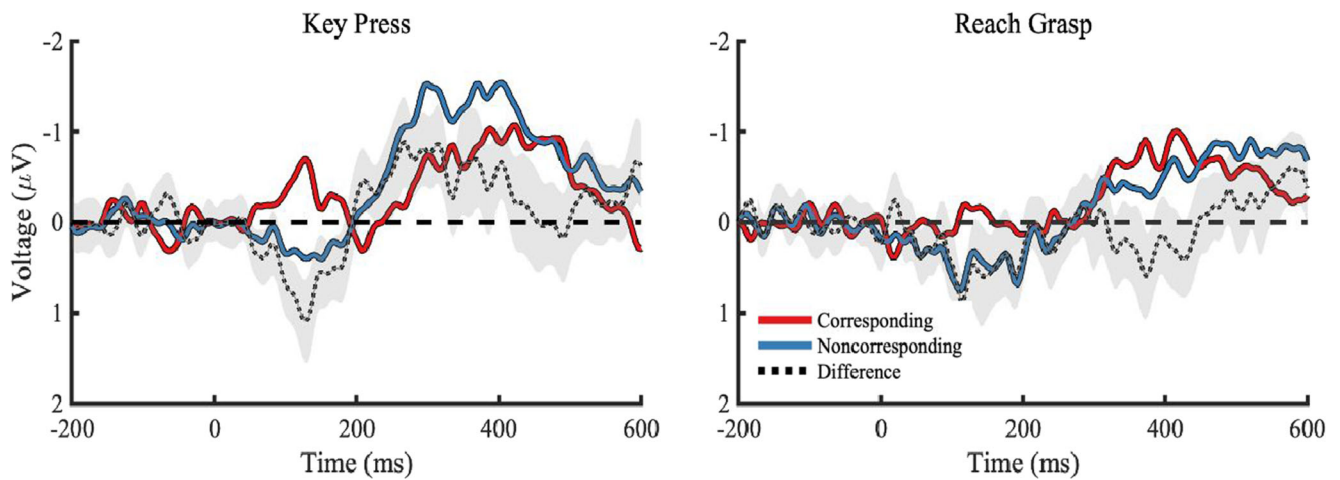 Key Press
Reach Grasp
-2
-1
0
1
2
Voltage (μV)
-200
0
200
400
600
Time (ms)
-2
-1
0
1
2
-200
0
200
400
600
Time (ms)
Corresponding
Noncorresponding
Difference